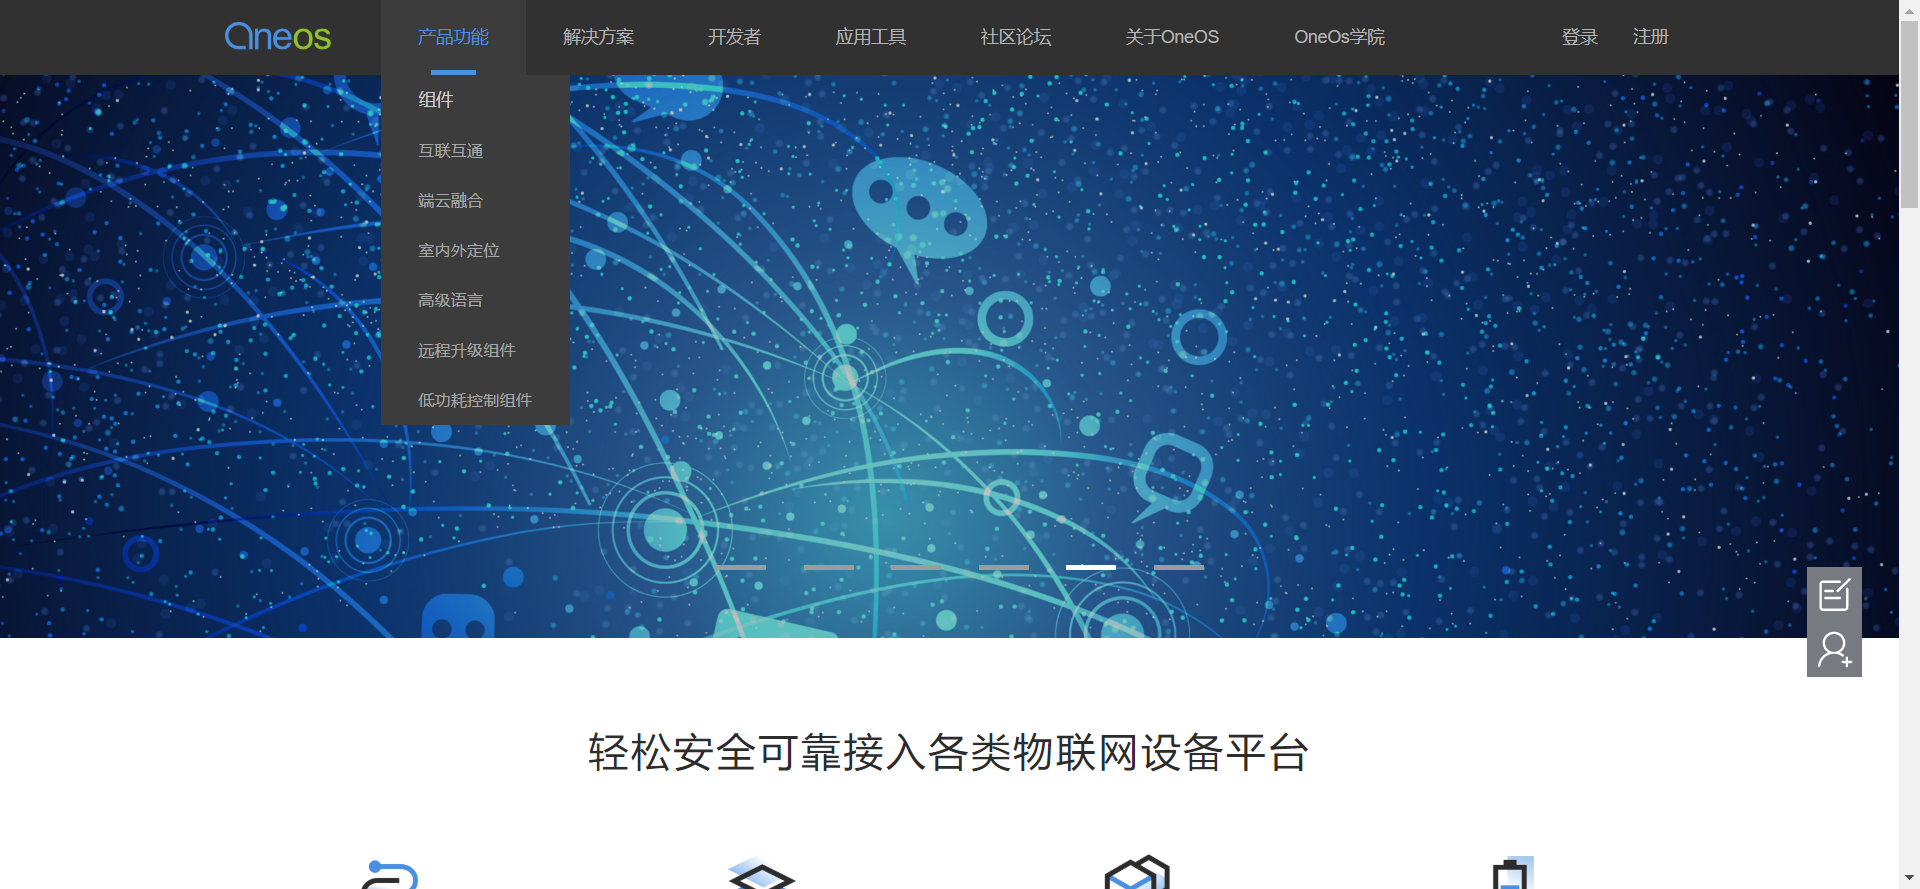 Oneos
产品功能
解决方案
开发者
应用工具
社区论坛
关于OneOS
OneOs学院
登录
注册
组件
互联互通
端云融合
室内外定位
高级语言
远程升级组件
低功耗控制组件
轻松安全可靠接入各类物联网设备平台